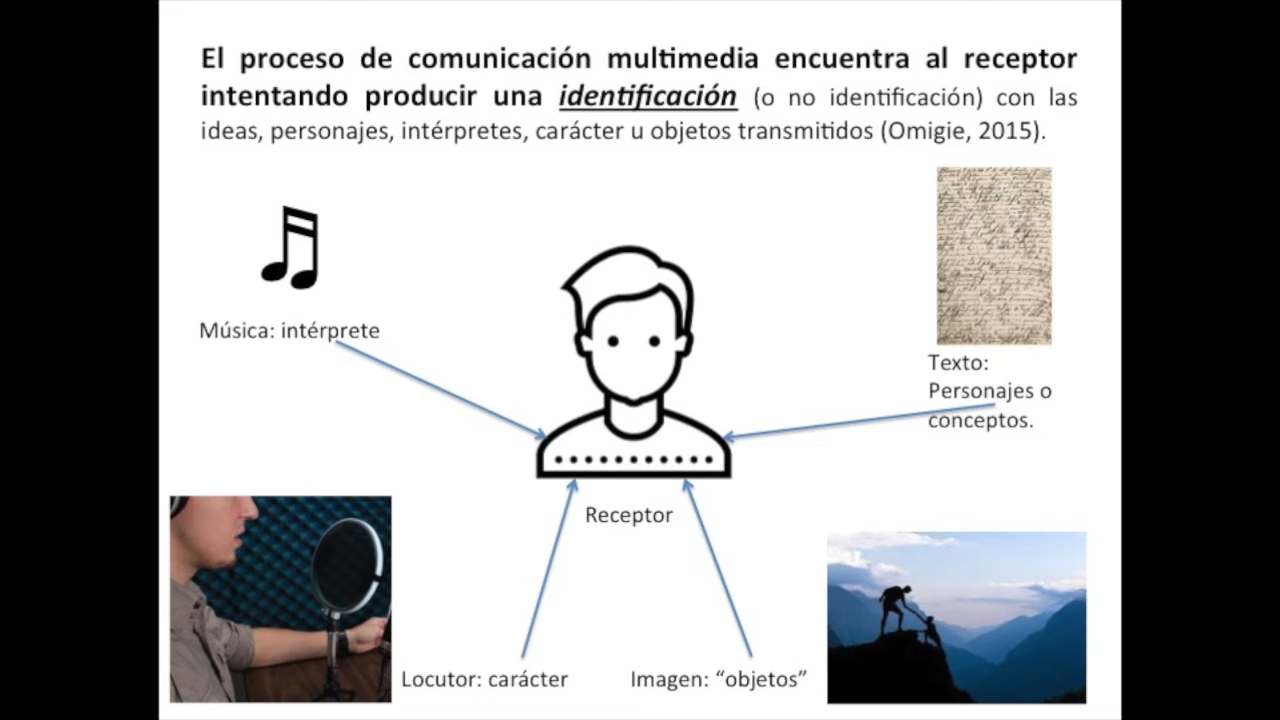 El proceso de comunicación multimedia encuentra al receptor
intentando producir una identificación (o no identificación) con las
ideas, personajes, intérpretes, carácter u objetos transmitidos (Omigie, 2015).
Música: intérprete
Texto:
Personajes o
conceptos.
Receptor
Locutor: carácter
Imagen: “objetos”